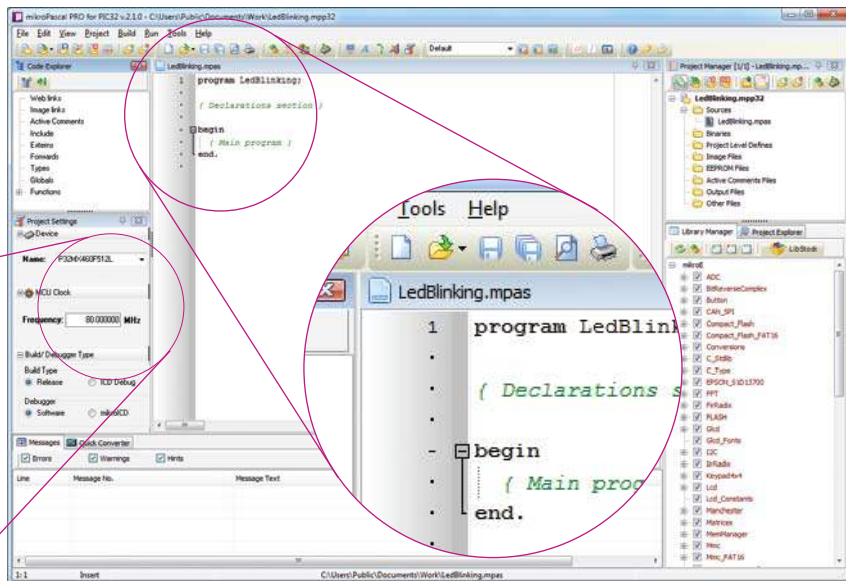 mikroPascal PRO for PIC32 v.2.1.0 - C:\Users\Public\Documents\Work\LedBlinking.mpp32
File Edit View Project Build Run Tools Help
Default
Code Explorer
Web links
Image links
Active Comments
Include
Externs
Forwards
Types
Globals
Functions
Project Settings
Device
Name: P32MX460F512L
MCU Clock
Frequency: 80.000000 MHz
Build/Debugger Type
Build Type
Release ICD Debug
Debugger
Software mikroICD
LedBlinking.mpas
1 program LedBlinking;
{ Declarations section }
begin
{ Main program }
end.
Tools Help
LedBlinking.mpas
1 program LedBlink
{ Declarations s
begin
{ Main prog
end.
Project Manager [1/1] - LedBlinking.mp...
LedBlinking.mpp32
Sources
LedBlinking.mpas
Binaries
Project Level Defines
Image Files
EEPROM Files
Active Comments Files
Output Files
Other Files
Library Manager Project Explorer
LibStock
mikroE
ADC
BitReverseComplex
Button
CAN_SPI
Compact_Flash
Compact_Flash_FAT16
Conversions
C_Stdlib
C_Type
EPSON_S1D13700
FFT
FirRadix
FLASH
Glcd
Glcd_Fonts
I2C
IirRadix
Keypad4x4
Lcd
Lcd_Constants
Manchester
Matrices
MemManager
Mmc
Mmc_FAT16
Messages Quick Converter
Errors Warnings Hints
Line Message No. Message Text
1:1 Insert C:\Users\Public\Documents\Work\LedBlinking.mpas